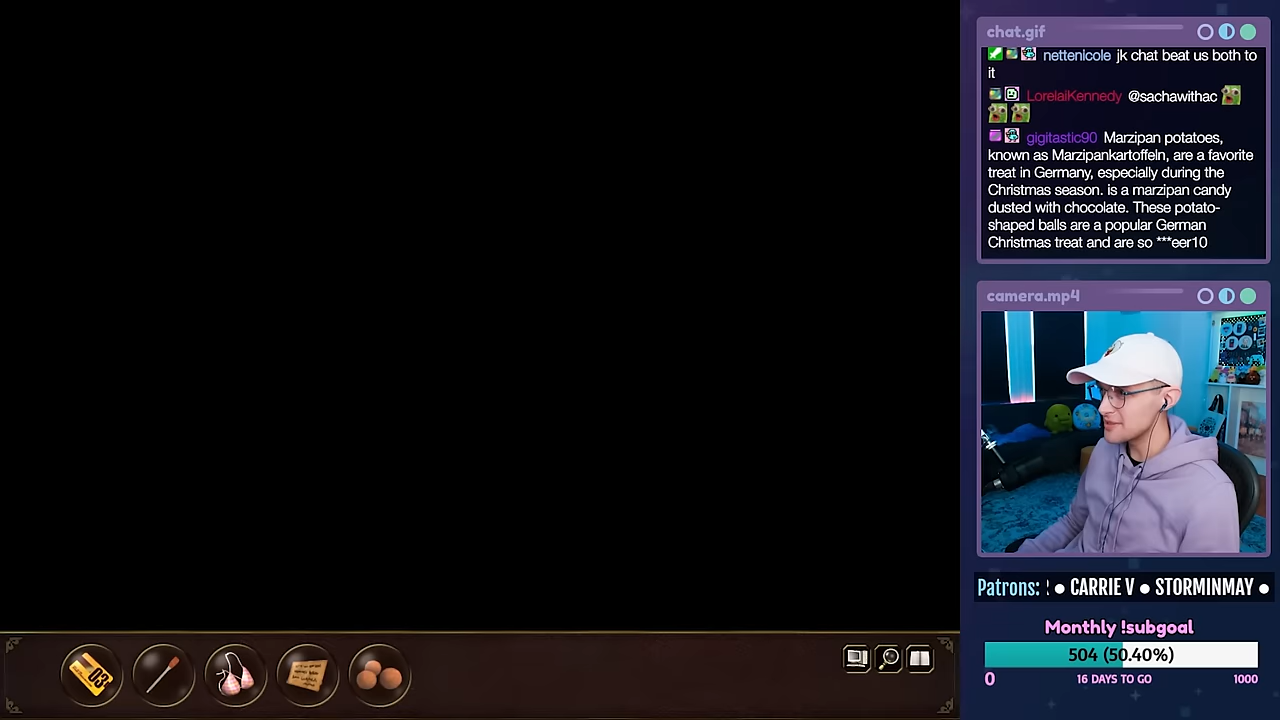 chat.gif
nettenicole jk chat beat us both to
it
LorelaiKennedy @sachawithac
gigitastic90 Marzipan potatoes,
known as Marzipankartoffeln, are a favorite
treat in Germany, especially during the
Christmas season. is a marzipan candy
dusted with chocolate. These potato-
shaped balls are a popular German
Christmas treat and are so ***eer10
camera.mp4
Patrons: ● CARRIE V ● STORMINMAY ●
Monthly !subgoal
504 (50.40%)
0 16 DAYS TO GO 1000
03